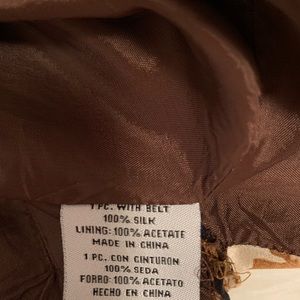 1 PC. WITH BELT
100% SILK
LINING: 100% ACETATE
MADE IN CHINA
1 PC. CON CINTURON
100% SEDA
FORRO: 100% ACETATO
HECHO EN CHINA